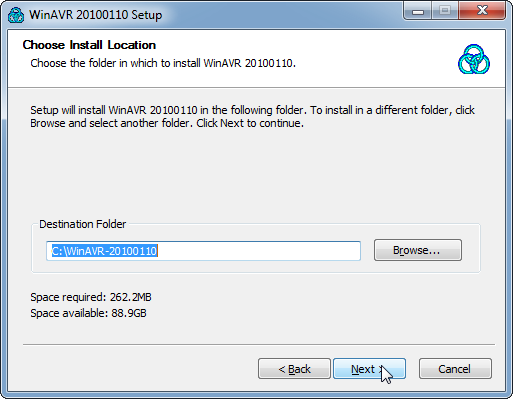 WinAVR 20100110 Setup
Choose Install Location
Choose the folder in which to install WinAVR 20100110.
Setup will install WinAVR 20100110 in the following folder. To install in a different folder, click
Browse and select another folder. Click Next to continue.
Destination Folder
C:\WinAVR-20100110
Browse...
Space required: 262.2MB
Space available: 88.9GB
< Back
Next >
Cancel